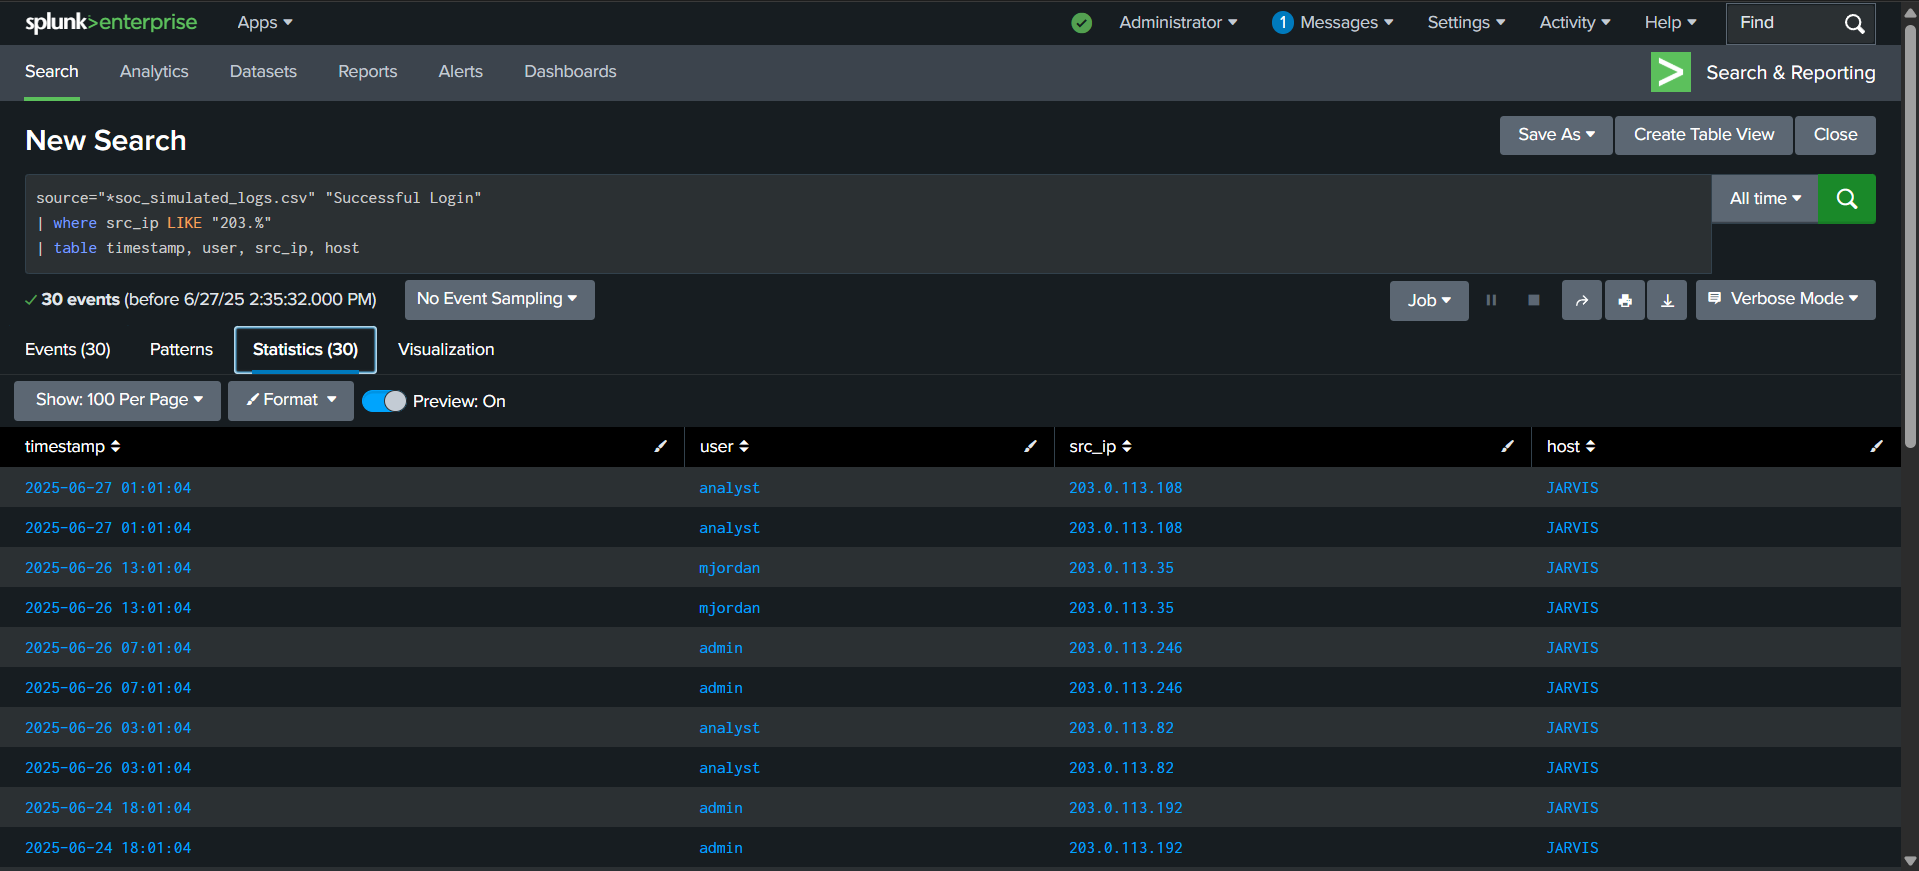 splunk>enterprise Apps Administrator 1 Messages Settings Activity Help Find
Search Analytics Datasets Reports Alerts Dashboards > Search & Reporting
New Search Save As Create Table View Close
source="*soc_simulated_logs.csv" "Successful Login" All time
| where src_ip LIKE "203.%"
| table timestamp, user, src_ip, host
30 events (before 6/27/25 2:35:32.000 PM) No Event Sampling Job Verbose Mode
Events (30) Patterns Statistics (30) Visualization
Show: 100 Per Page Format Preview: On
timestamp user src_ip host
2025-06-27 01:01:04 analyst 203.0.113.108 JARVIS
2025-06-27 01:01:04 analyst 203.0.113.108 JARVIS
2025-06-26 13:01:04 mjordan 203.0.113.35 JARVIS
2025-06-26 13:01:04 mjordan 203.0.113.35 JARVIS
2025-06-26 07:01:04 admin 203.0.113.246 JARVIS
2025-06-26 07:01:04 admin 203.0.113.246 JARVIS
2025-06-26 03:01:04 analyst 203.0.113.82 JARVIS
2025-06-26 03:01:04 analyst 203.0.113.82 JARVIS
2025-06-24 18:01:04 admin 203.0.113.192 JARVIS
2025-06-24 18:01:04 admin 203.0.113.192 JARVIS